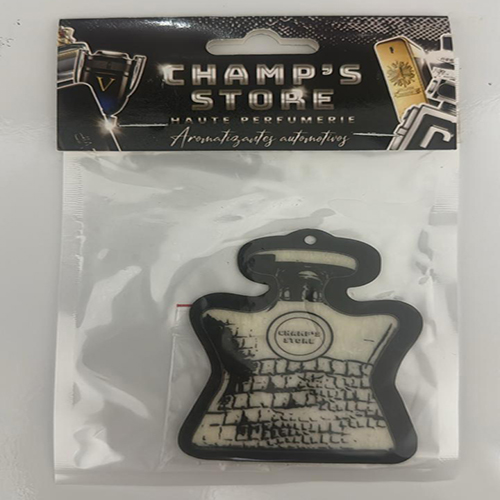 CHAMP'S
STORE
HAUTE PERFUMERIE
Aromatizantes automotivos
V
CHAMP'S
STORE